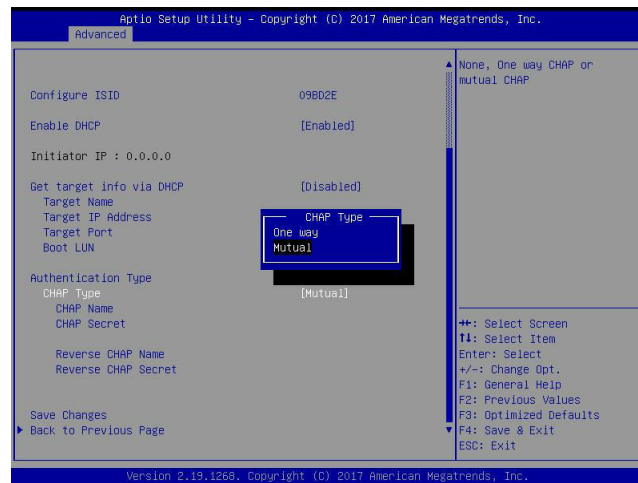 Aptio Setup Utility – Copyright (C) 2017 American Megatrends, Inc.
Advanced
Configure ISID 09BD2E
Enable DHCP [Enabled]
Initiator IP : 0.0.0.0
Get target info via DHCP [Disabled]
Target Name
Target IP Address
Target Port
Boot LUN
CHAP Type
One way
Mutual
Authentication Type
CHAP Type [Mutual]
CHAP Name
CHAP Secret
Reverse CHAP Name
Reverse CHAP Secret
Save Changes
Back to Previous Page
None, One way CHAP or
mutual CHAP
→←: Select Screen
↑↓: Select Item
Enter: Select
+/-: Change Opt.
F1: General Help
F2: Previous Values
F3: Optimized Defaults
F4: Save & Exit
ESC: Exit
Version 2.19.1268. Copyright (C) 2017 American Megatrends, Inc.